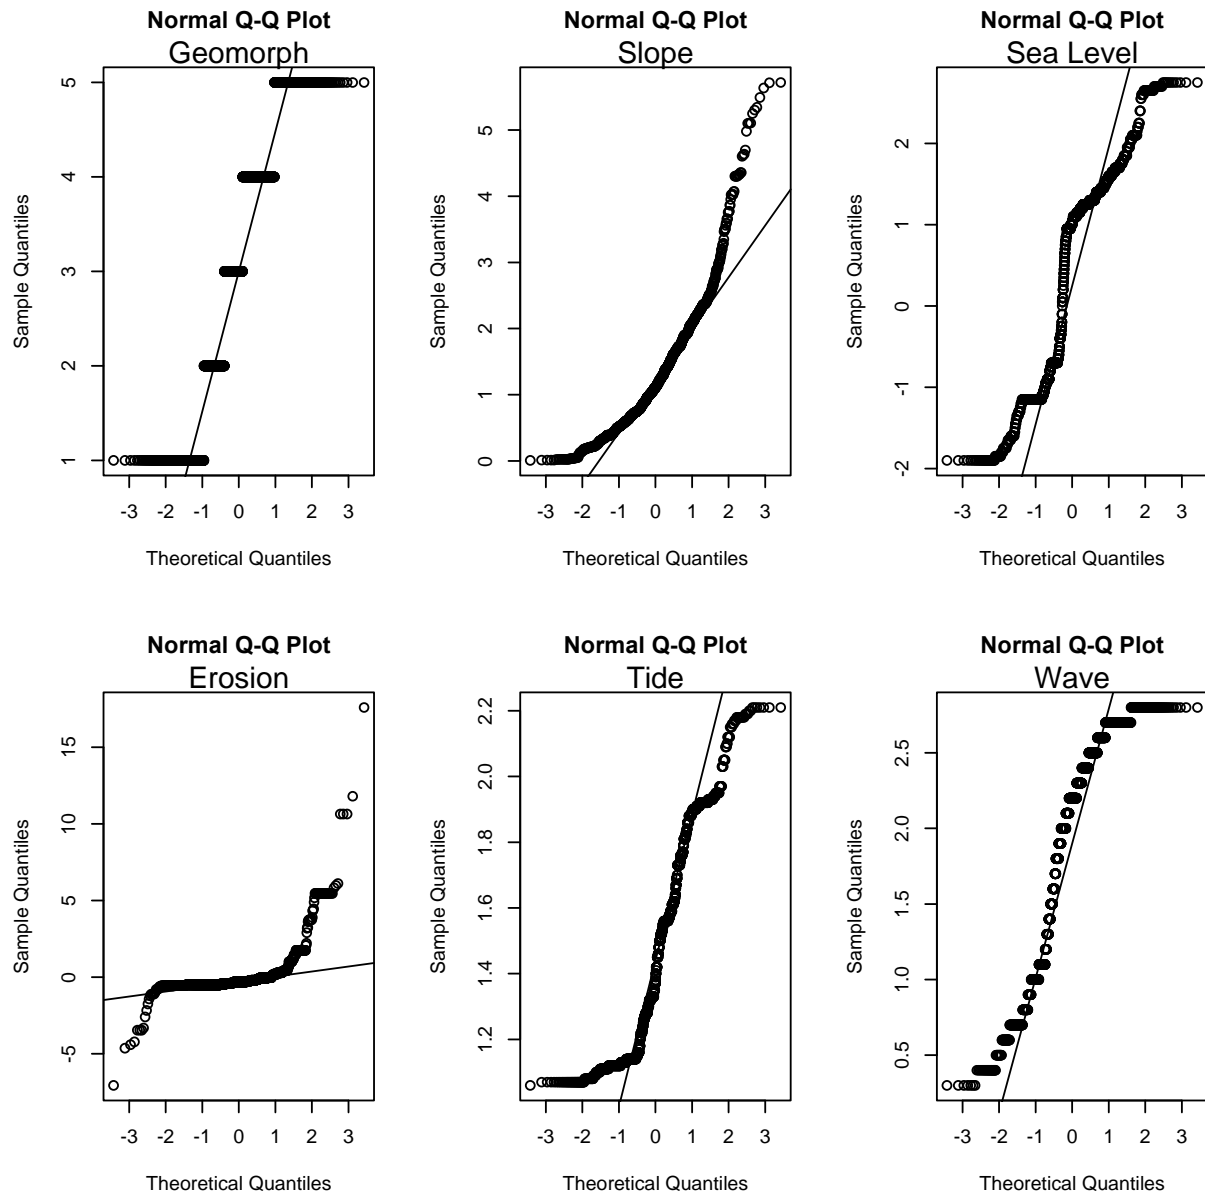 Normal Q-Q Plot
Geomorph
Sample Quantiles
5
4
3
2
1
-3 -2 -1 0 1 2 3
Theoretical Quantiles
Normal Q-Q Plot
Slope
Sample Quantiles
5
4
3
2
1
0
-3 -2 -1 0 1 2 3
Theoretical Quantiles
Normal Q-Q Plot
Sea Level
Sample Quantiles
2
1
0
-1
-2
-3 -2 -1 0 1 2 3
Theoretical Quantiles
Normal Q-Q Plot
Erosion
Sample Quantiles
15
10
5
0
-5
-3 -2 -1 0 1 2 3
Theoretical Quantiles
Normal Q-Q Plot
Tide
Sample Quantiles
2.2
2.0
1.8
1.6
1.4
1.2
-3 -2 -1 0 1 2 3
Theoretical Quantiles
Normal Q-Q Plot
Wave
Sample Quantiles
2.5
2.0
1.5
1.0
0.5
-3 -2 -1 0 1 2 3
Theoretical Quantiles